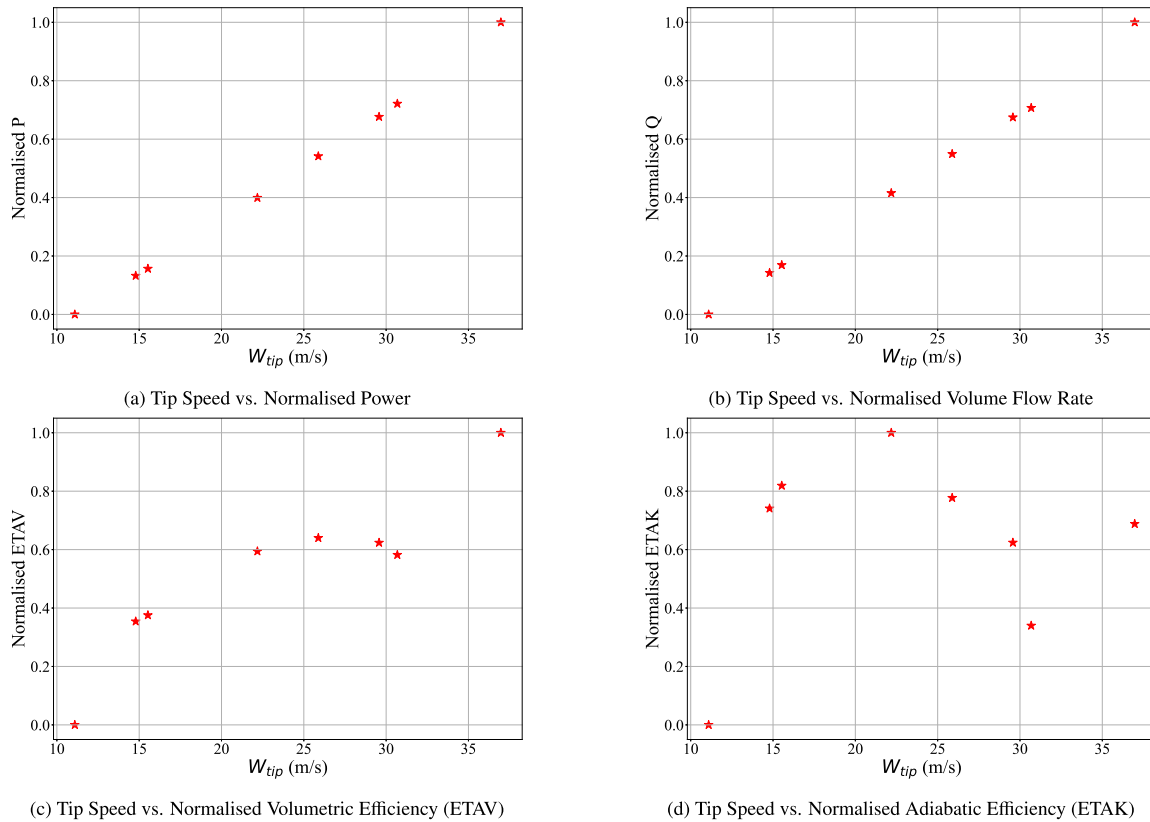 1.0
0.8
0.6
0.4
0.2
0.0
Normalised P
10 15 20 25 30 35
W_tip (m/s)
(a) Tip Speed vs. Normalised Power
1.0
0.8
0.6
0.4
0.2
0.0
Normalised Q
10 15 20 25 30 35
W_tip (m/s)
(b) Tip Speed vs. Normalised Volume Flow Rate
1.0
0.8
0.6
0.4
0.2
0.0
Normalised ETAV
10 15 20 25 30 35
W_tip (m/s)
(c) Tip Speed vs. Normalised Volumetric Efficiency (ETAV)
1.0
0.8
0.6
0.4
0.2
0.0
Normalised ETAK
10 15 20 25 30 35
W_tip (m/s)
(d) Tip Speed vs. Normalised Adiabatic Efficiency (ETAK)